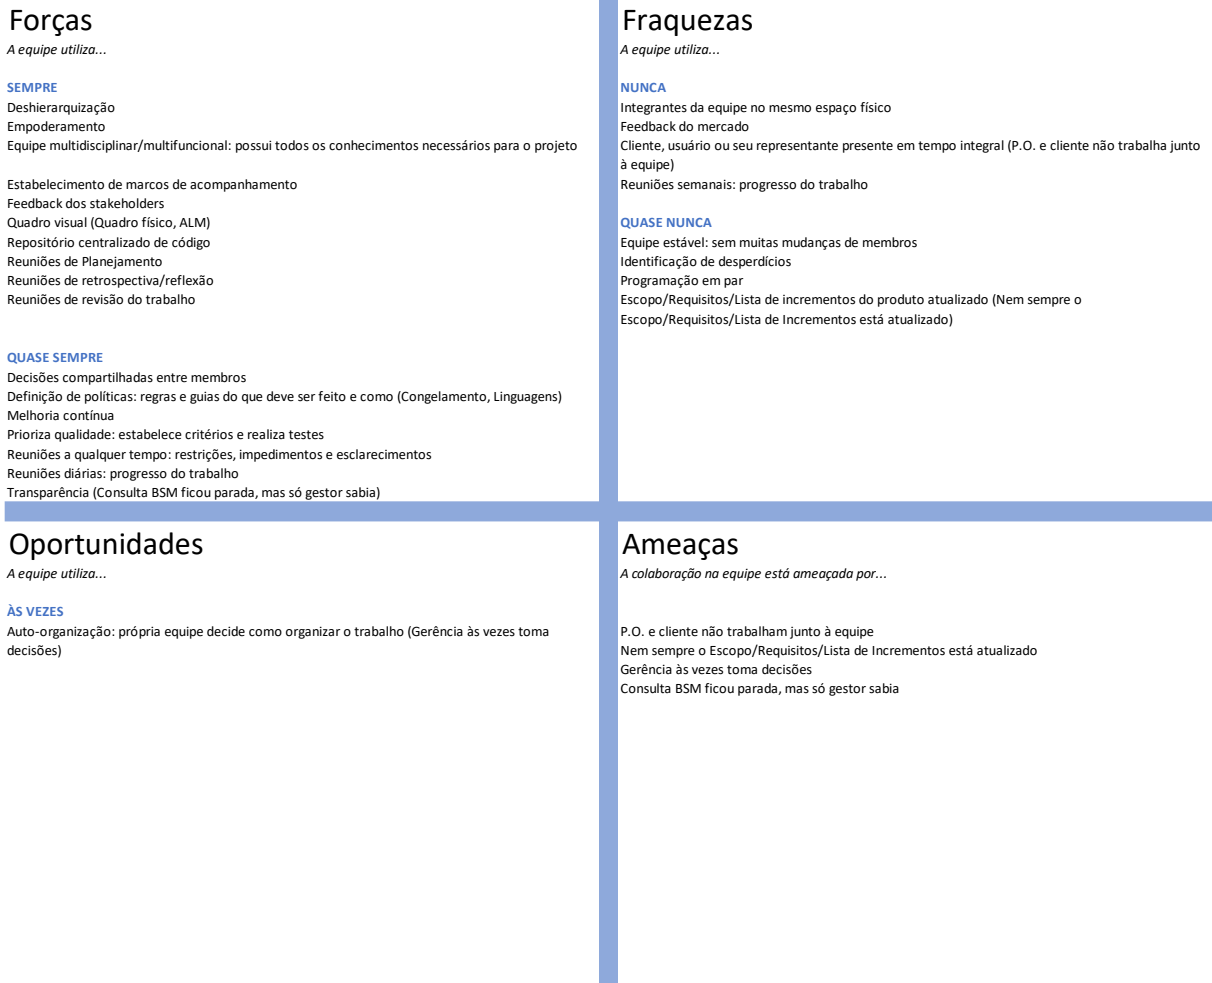 Forças
A equipe utiliza...
SEMPRE
Deshierarquização
Empoderamento
Equipe multidisciplinar/multifuncional: possui todos os conhecimentos necessários para o projeto
Estabelecimento de marcos de acompanhamento
Feedback dos stakeholders
Quadro visual (Quadro físico, ALM)
Repositório centralizado de código
Reuniões de Planejamento
Reuniões de retrospectiva/reflexão
Reuniões de revisão do trabalho
QUASE SEMPRE
Decisões compartilhadas entre membros
Definição de políticas: regras e guias do que deve ser feito e como (Congelamento, Linguagens)
Melhoria contínua
Prioriza qualidade: estabelece critérios e realiza testes
Reuniões a qualquer tempo: restrições, impedimentos e esclarecimentos
Reuniões diárias: progresso do trabalho
Transparência (Consulta BSM ficou parada, mas só gestor sabia)
Fraquezas
A equipe utiliza...
NUNCA
Integrantes da equipe no mesmo espaço físico
Feedback do mercado
Cliente, usuário ou seu representante presente em tempo integral (P.O. e cliente não trabalha junto
à equipe)
Reuniões semanais: progresso do trabalho
QUASE NUNCA
Equipe estável: sem muitas mudanças de membros
Identificação de desperdícios
Programação em par
Escopo/Requisitos/Lista de incrementos do produto atualizado (Nem sempre o
Escopo/Requisitos/Lista de Incrementos está atualizado)
Oportunidades
A equipe utiliza...
ÀS VEZES
Auto-organização: própria equipe decide como organizar o trabalho (Gerência às vezes toma
decisões)
Ameaças
A colaboração na equipe está ameaçada por...
P.O. e cliente não trabalham junto à equipe
Nem sempre o Escopo/Requisitos/Lista de Incrementos está atualizado
Gerência às vezes toma decisões
Consulta BSM ficou parada, mas só gestor sabia